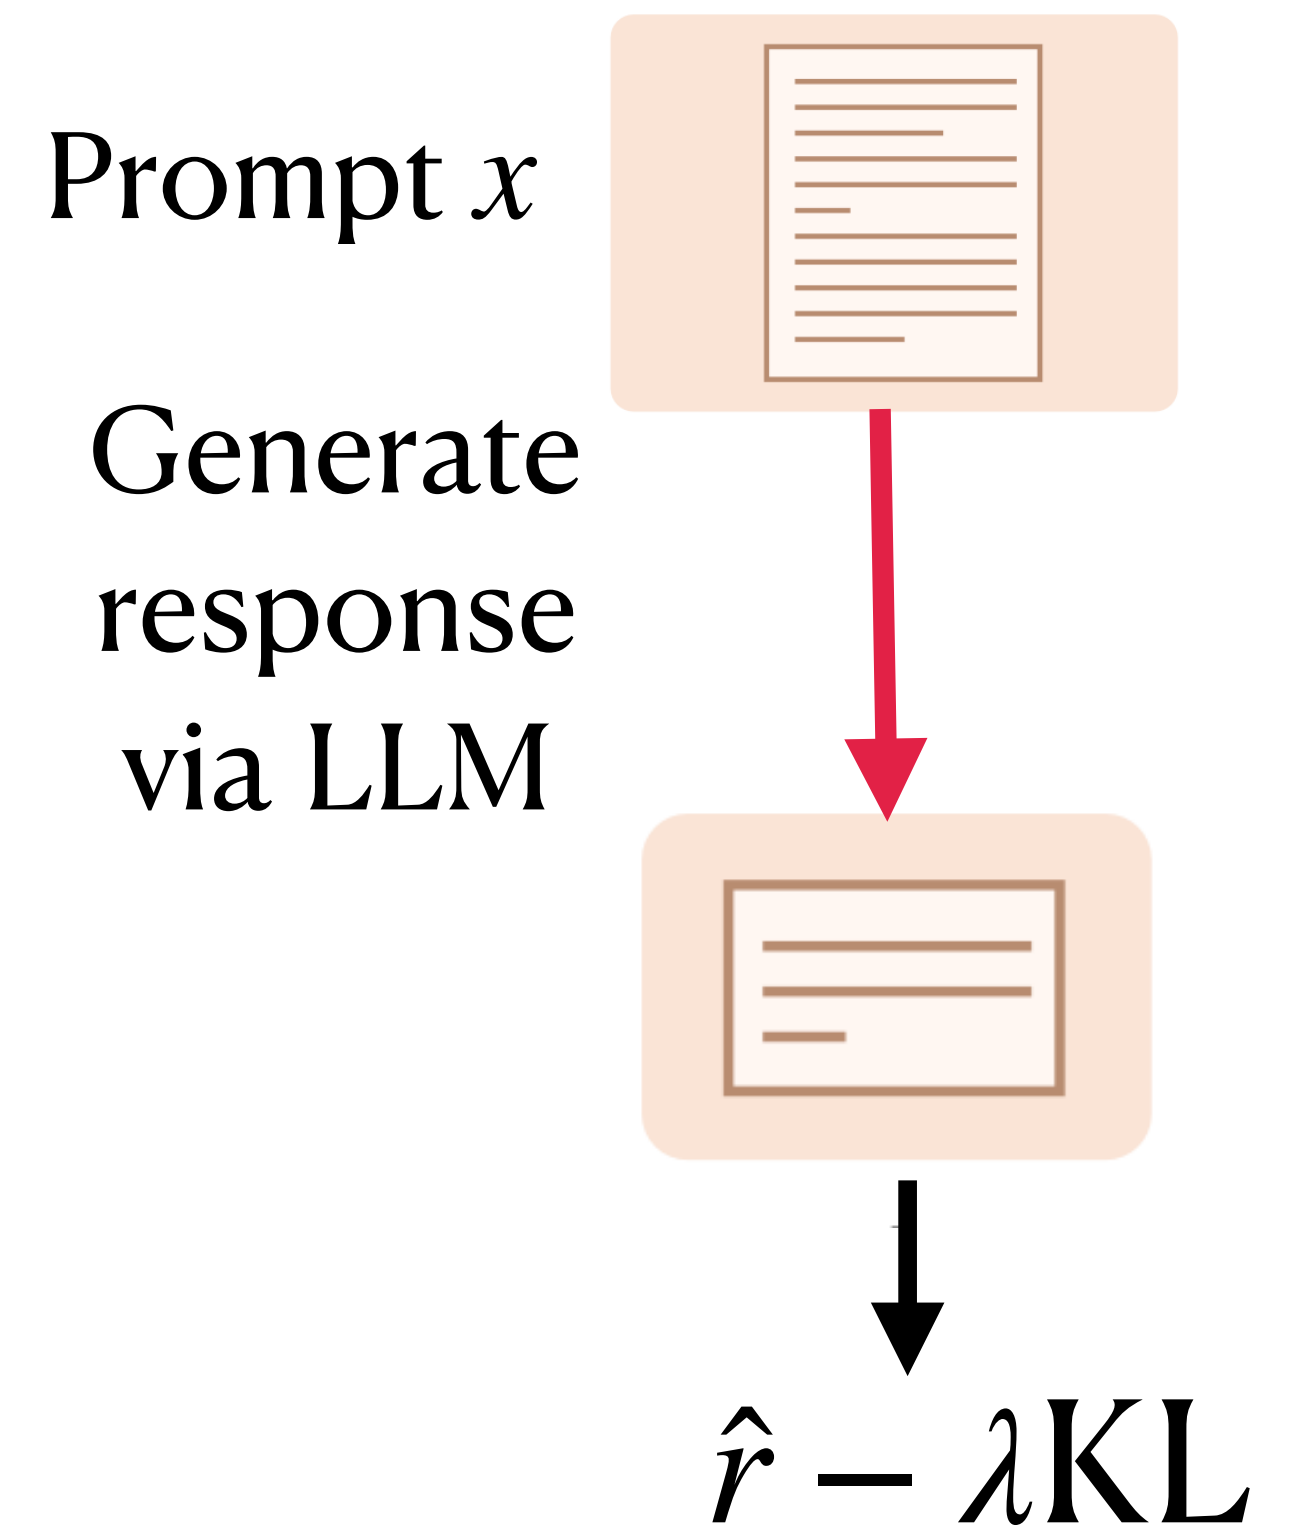 Prompt x
Generate
response
via LLM
r̂ − λKL